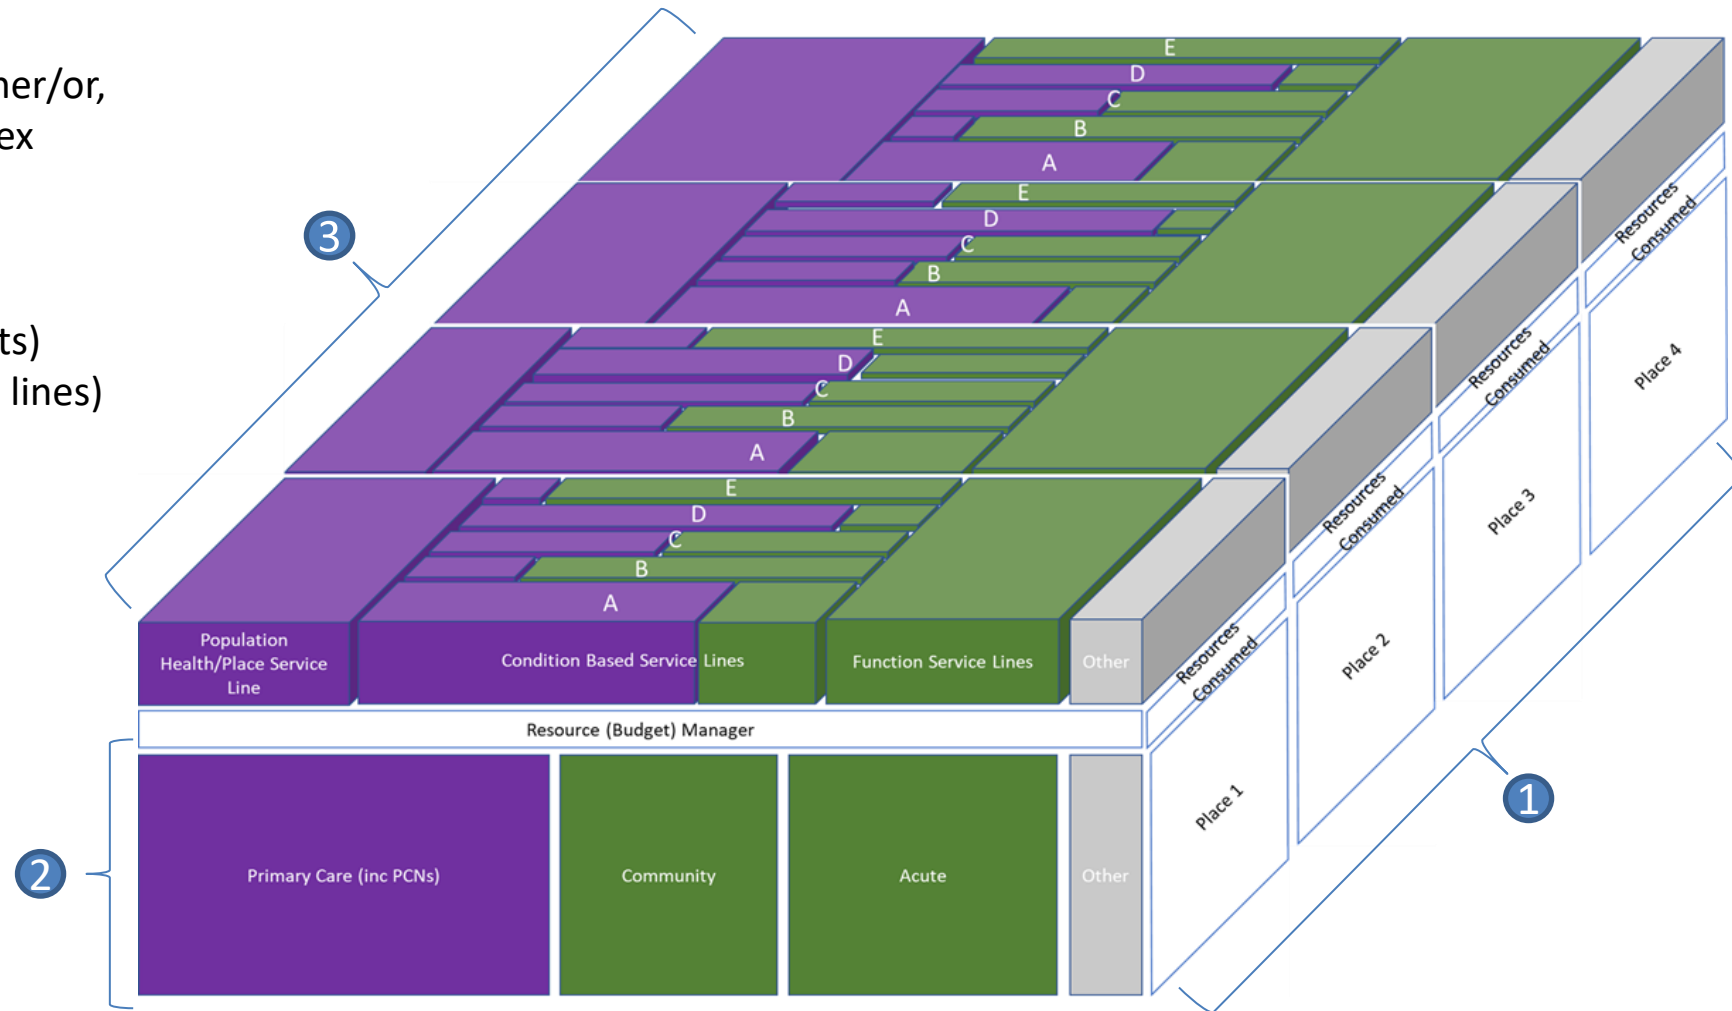 ner/or,
ex
ts)
lines)
3
E
D
C
B
A
E
D
C
B
A
E
D
C
B
A
E
D
C
B
A
Population
Health/Place Service
Line
Condition Based Service Lines
Function Service Lines
Other
Resource (Budget) Manager
2
Primary Care (inc PCNs)
Community
Acute
Other
Resources
Consumed
Place 1
Resources
Consumed
Place 2
Resources
Consumed
Place 3
Resources
Consumed
Place 4
1